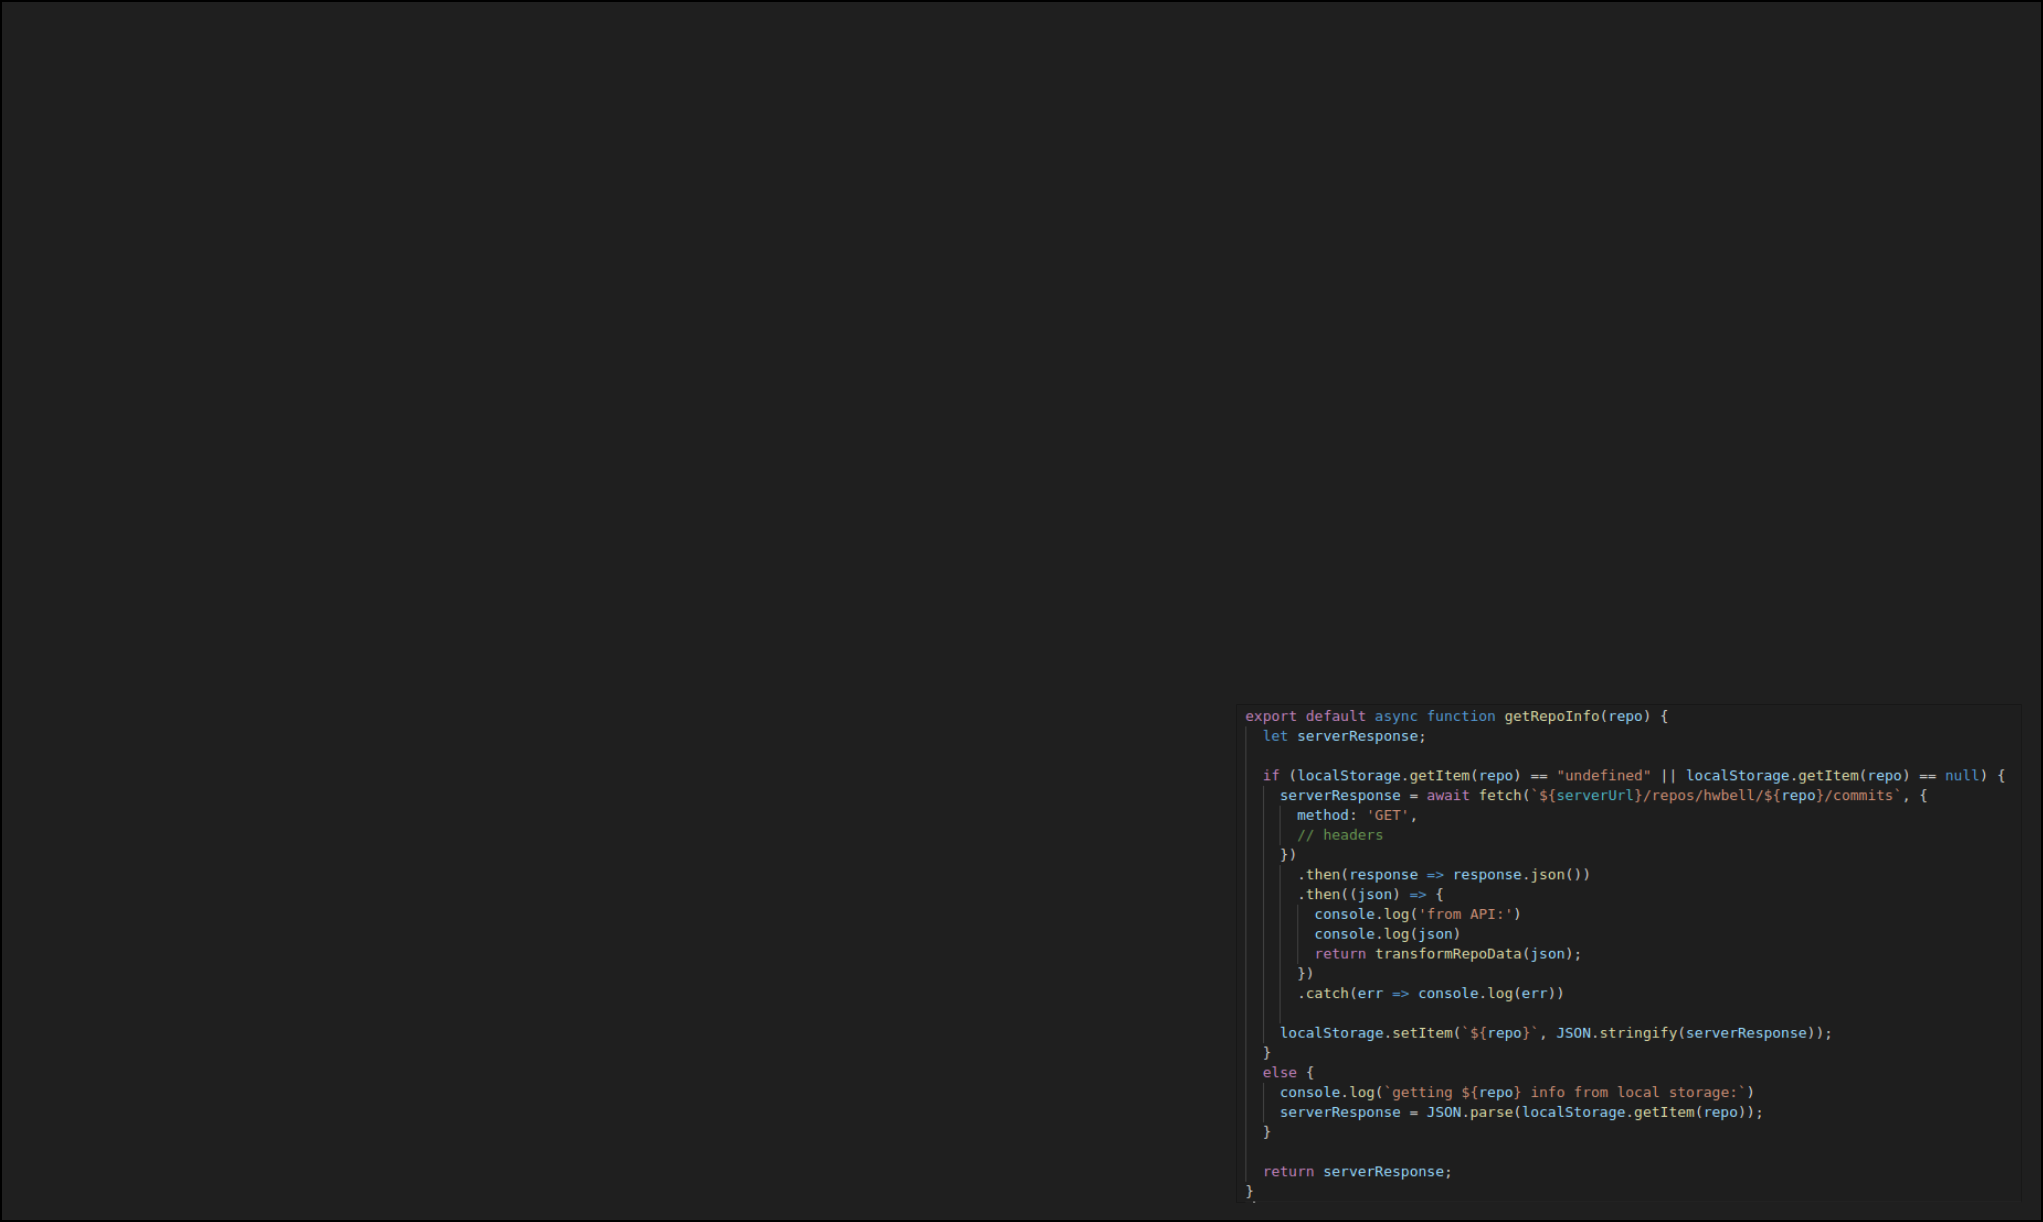 export default async function getRepoInfo(repo) {
  let serverResponse;

  if (localStorage.getItem(repo) == "undefined" || localStorage.getItem(repo) == null) {
    serverResponse = await fetch(`${serverUrl}/repos/hwbell/${repo}/commits`, {
      method: 'GET',
      // headers
    })
      .then(response => response.json())
      .then((json) => {
        console.log('from API:')
        console.log(json)
        return transformRepoData(json);
      })
      .catch(err => console.log(err))

    localStorage.setItem(`${repo}`, JSON.stringify(serverResponse));
  }
  else {
    console.log(`getting ${repo} info from local storage:`)
    serverResponse = JSON.parse(localStorage.getItem(repo));
  }

  return serverResponse;
}